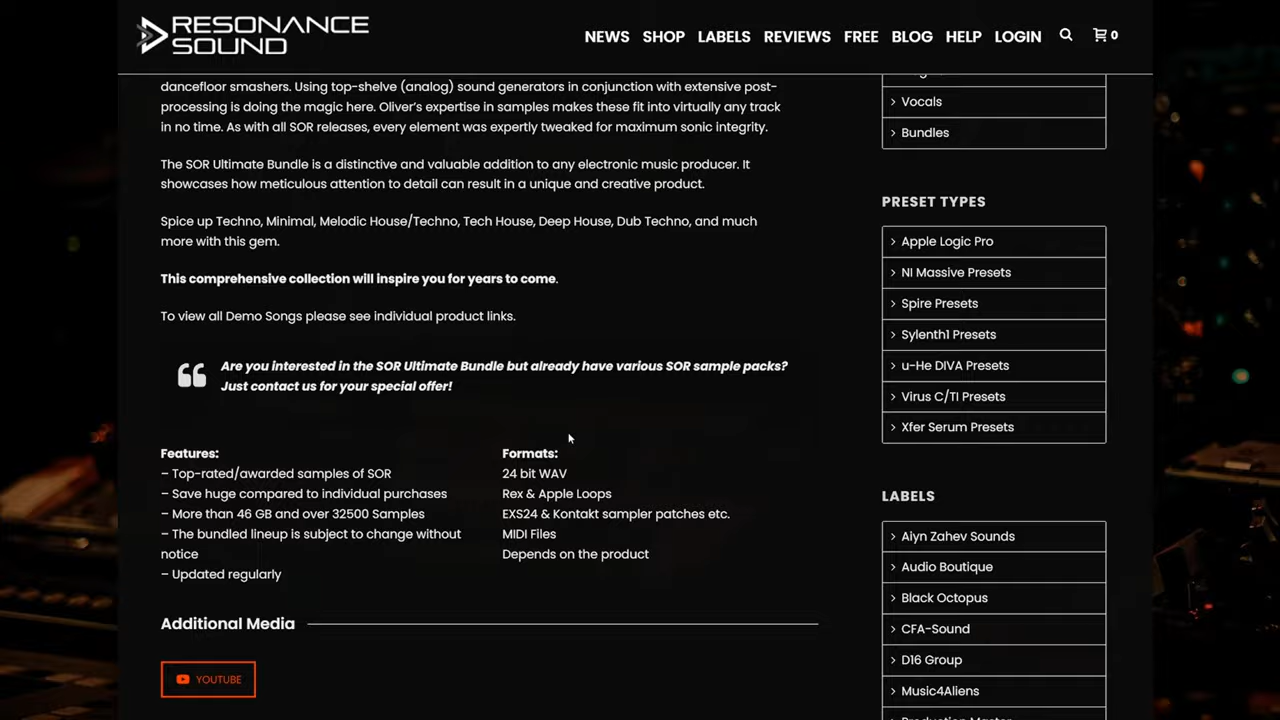 RESONANCE
SOUND
NEWS SHOP LABELS REVIEWS FREE BLOG HELP LOGIN 0
dancefloor smashers. Using top-shelve (analog) sound generators in conjunction with extensive post-
processing is doing the magic here. Oliver's expertise in samples makes these fit into virtually any track
in no time. As with all SOR releases, every element was expertly tweaked for maximum sonic integrity.
The SOR Ultimate Bundle is a distinctive and valuable addition to any electronic music producer. It
showcases how meticulous attention to detail can result in a unique and creative product.
Spice up Techno, Minimal, Melodic House/Techno, Tech House, Deep House, Dub Techno, and much
more with this gem.
This comprehensive collection will inspire you for years to come.
To view all Demo Songs please see individual product links.
Are you interested in the SOR Ultimate Bundle but already have various SOR sample packs?
Just contact us for your special offer!
Features:
– Top-rated/awarded samples of SOR
– Save huge compared to individual purchases
– More than 46 GB and over 32500 Samples
– The bundled lineup is subject to change without
notice
– Updated regularly
Formats:
24 bit WAV
Rex & Apple Loops
EXS24 & Kontakt sampler patches etc.
MIDI Files
Depends on the product
Additional Media
YOUTUBE
Vocals
Bundles
PRESET TYPES
Apple Logic Pro
NI Massive Presets
Spire Presets
Sylenth1 Presets
u-He DIVA Presets
Virus C/TI Presets
Xfer Serum Presets
LABELS
Aiyn Zahev Sounds
Audio Boutique
Black Octopus
CFA-Sound
D16 Group
Music4Aliens